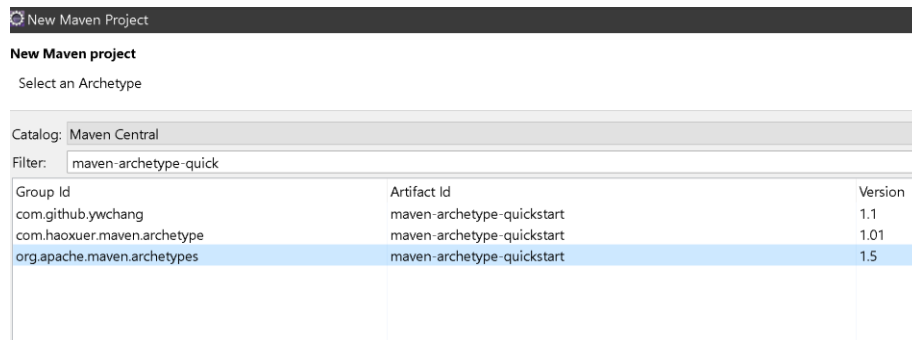 New Maven Project
New Maven project
Select an Archetype
Catalog: Maven Central
Filter: maven-archetype-quick
Group Id Artifact Id Version
com.github.ywchang maven-archetype-quickstart 1.1
com.haoxuer.maven.archetype maven-archetype-quickstart 1.01
org.apache.maven.archetypes maven-archetype-quickstart 1.5